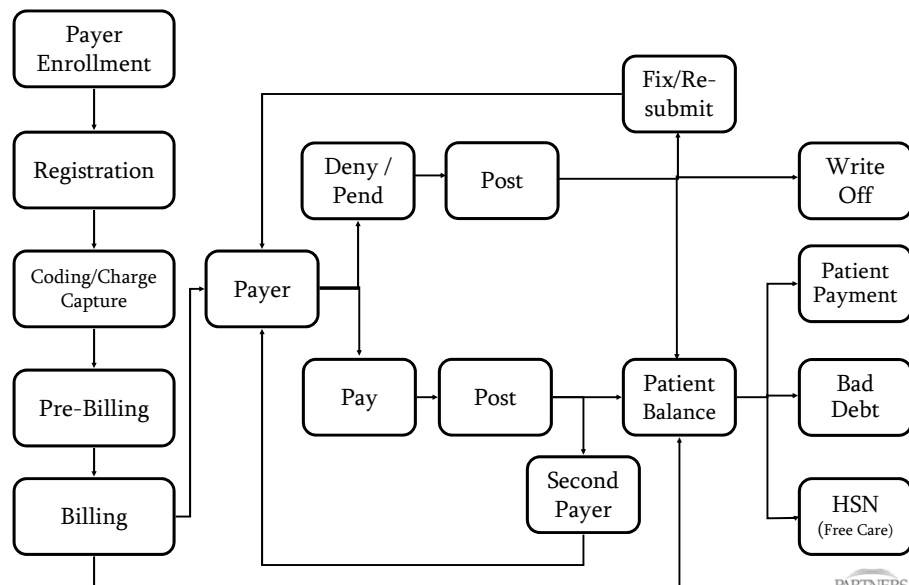 Payer
Enrollment
Registration
Coding/Charge
Capture
Pre-Billing
Billing
Payer
Deny /
Pend
Post
Fix/Re-
submit
Write
Off
Pay
Post
Second
Payer
Patient
Balance
Patient
Payment
Bad
Debt
HSN
(Free Care)
PARTNERS